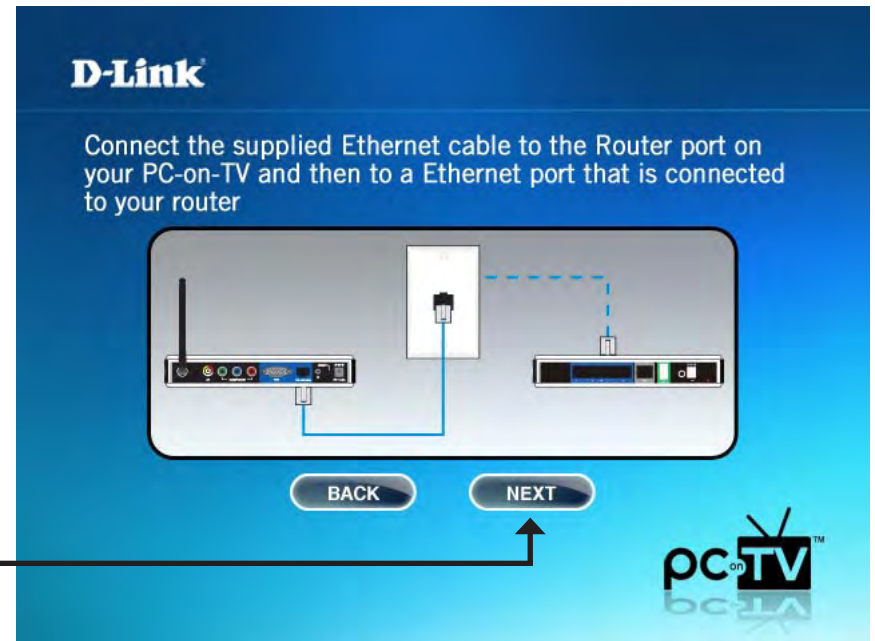 D-Link
Connect the supplied Ethernet cable to the Router port on
your PC-on-TV and then to a Ethernet port that is connected
to your router
BACK
NEXT
pc on TV™